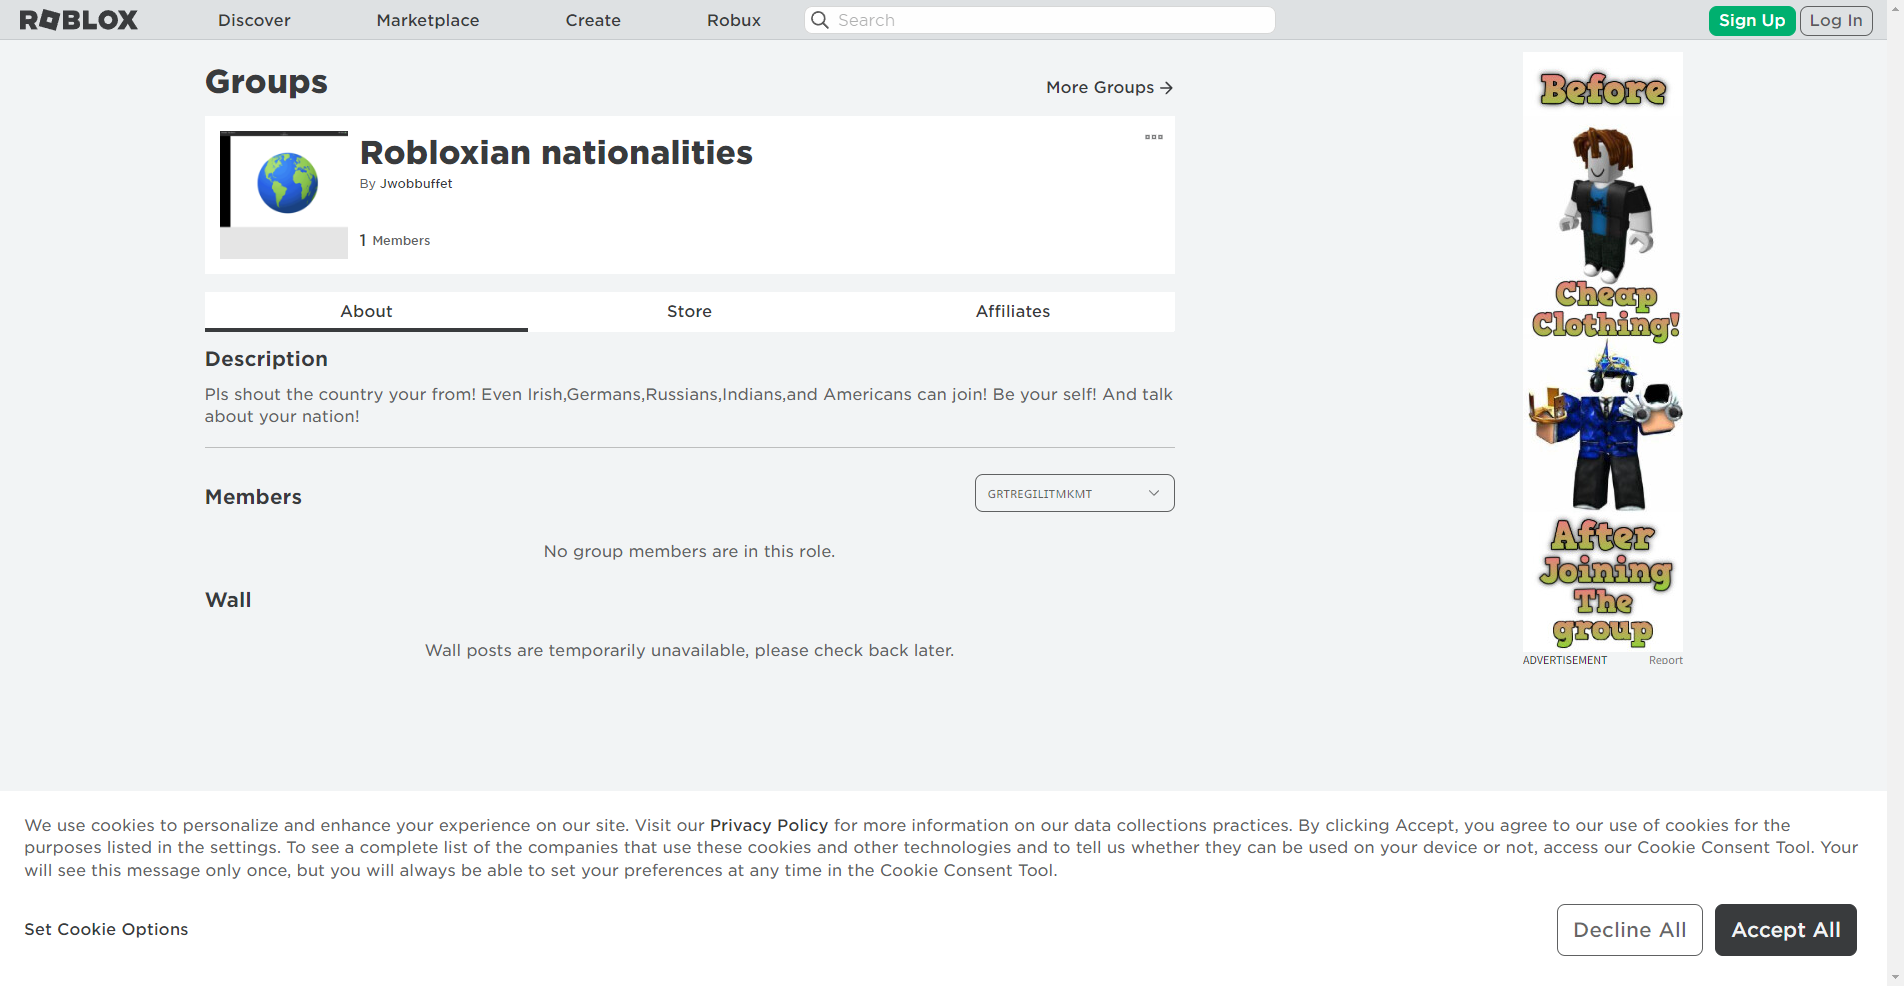 ROBLOX
Discover
Marketplace
Create
Robux
Search
Sign Up
Log In
Groups
More Groups
Robloxian nationalities
By Jwobbuffet
1 Members
About
Store
Affiliates
Description
Pls shout the country your from! Even Irish,Germans,Russians,Indians,and Americans can join! Be your self! And talk
about your nation!
Members
GRTREGILITMKMT
No group members are in this role.
Wall
Wall posts are temporarily unavailable, please check back later.
Before
Cheap
Clothing!
After
Joining
The
group
ADVERTISEMENT
Report
We use cookies to personalize and enhance your experience on our site. Visit our Privacy Policy for more information on our data collections practices. By clicking Accept, you agree to our use of cookies for the
purposes listed in the settings. To see a complete list of the companies that use these cookies and other technologies and to tell us whether they can be used on your device or not, access our Cookie Consent Tool. Your
will see this message only once, but you will always be able to set your preferences at any time in the Cookie Consent Tool.
Set Cookie Options
Decline All
Accept All